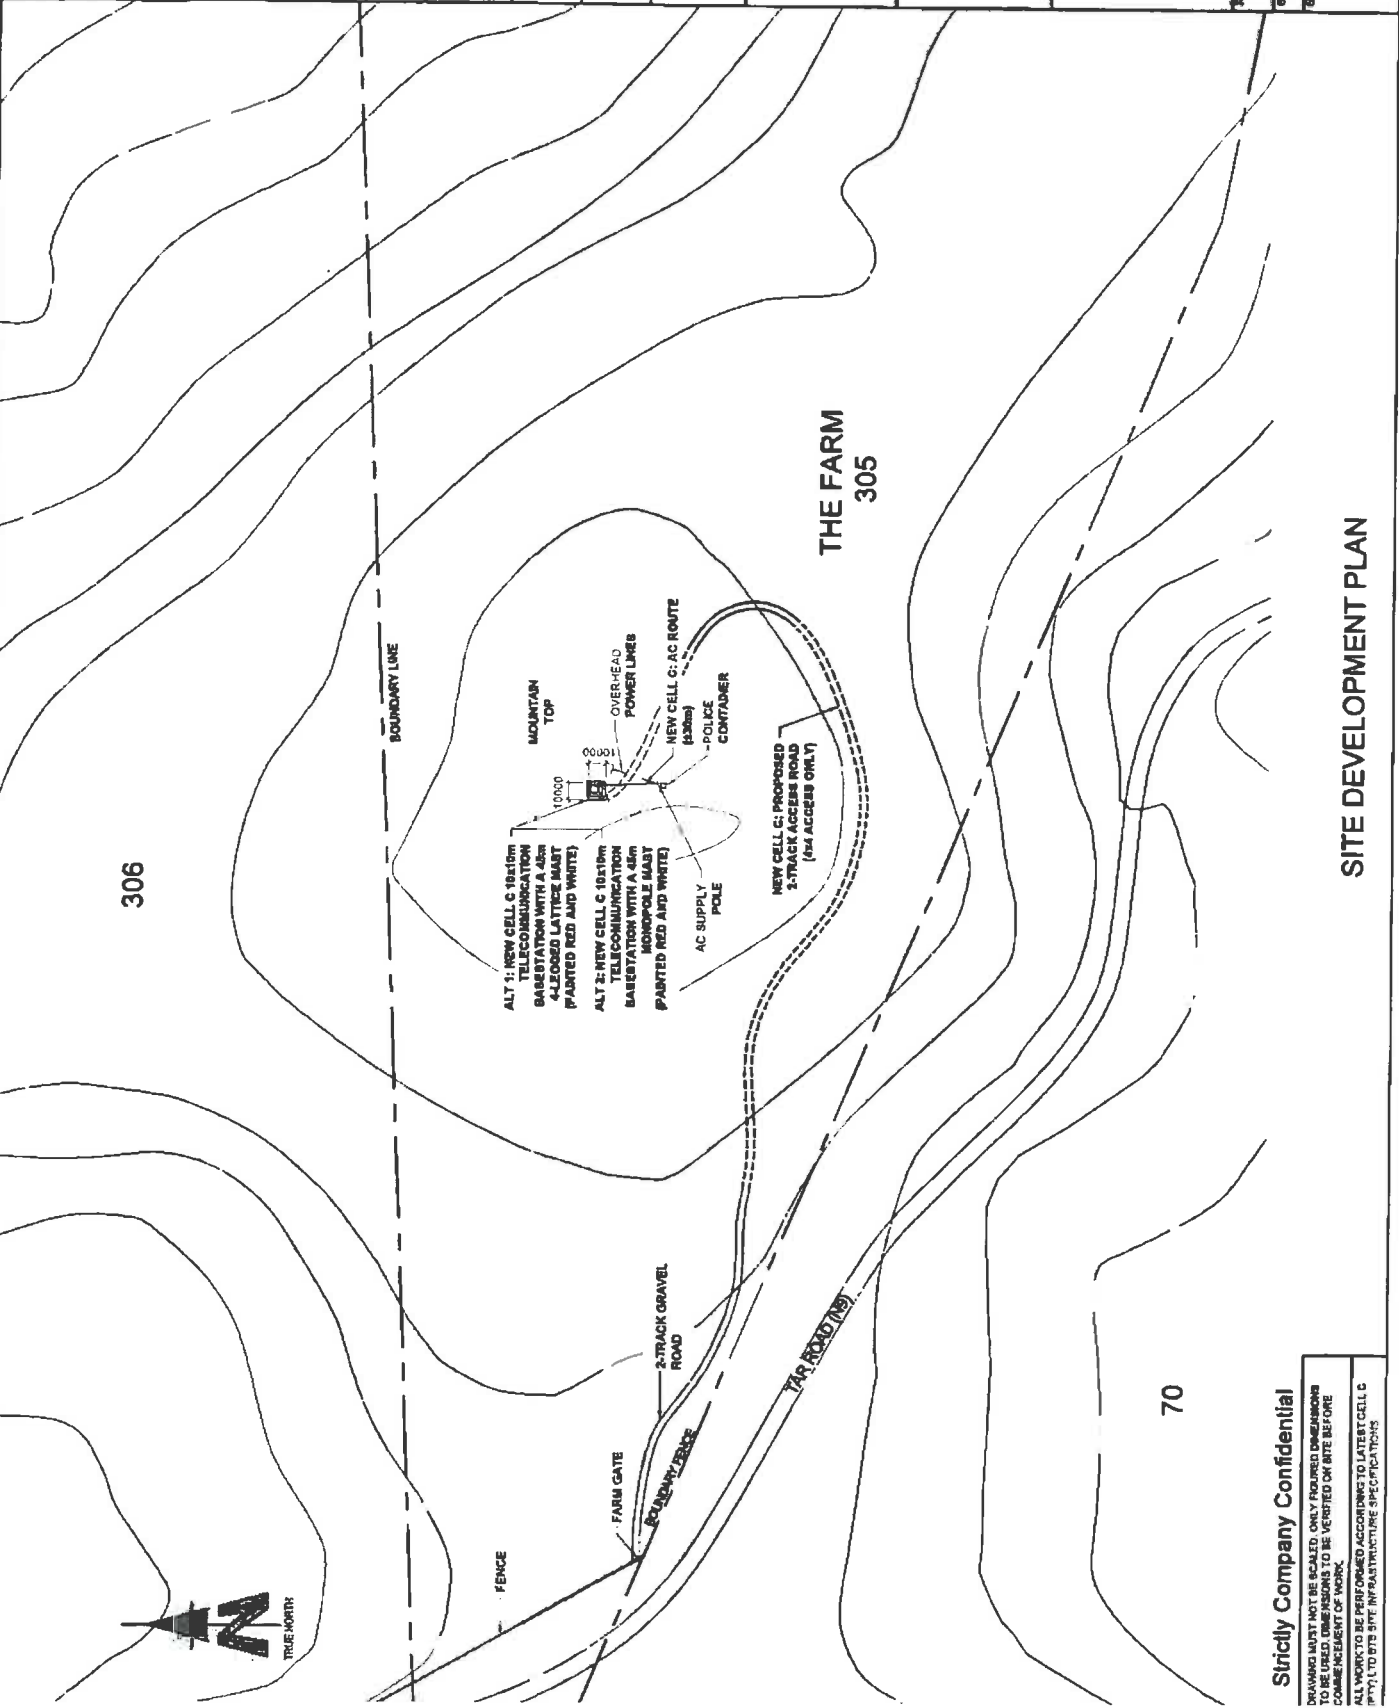 306
BOUNDARY LINE
TRUE NORTH
MOUNTAIN
TOP
OVERHEAD
POWER LINES
10000
10000
NEW CELL C: AC ROUTE
(±30m)
POLICE
CONTAINER
ALT 1: NEW CELL C 10x10m
TELECOMMUNICATION
BASESTATION WITH A 48m
4-LEGGED LATTICE MAST
(PAINTED RED AND WHITE)
ALT 2: NEW CELL C 10x10m
TELECOMMUNICATION
BASESTATION WITH A 48m
MONOPOLE MAST
(PAINTED RED AND WHITE)
AC SUPPLY
POLE
NEW CELL C: PROPOSED
2-TRACK ACCESS ROAD
(4x4 ACCESS ONLY)
THE FARM
305
FENCE
FARM GATE
2-TRACK GRAVEL
ROAD
BOUNDARY FENCE
TAR ROAD (N9)
70
SITE DEVELOPMENT PLAN
Strictly Company Confidential
DRAWING MUST NOT BE SCALED. ONLY FIGURED DIMENSIONS
TO BE USED. DIMENSIONS TO BE VERIFIED ON SITE BEFORE
COMMENCEMENT OF WORK.
ALL WORK TO BE PERFORMED ACCORDING TO LATEST CELL C
(PTY) LTD BTS SITE INFRASTRUCTURE SPECIFICATIONS